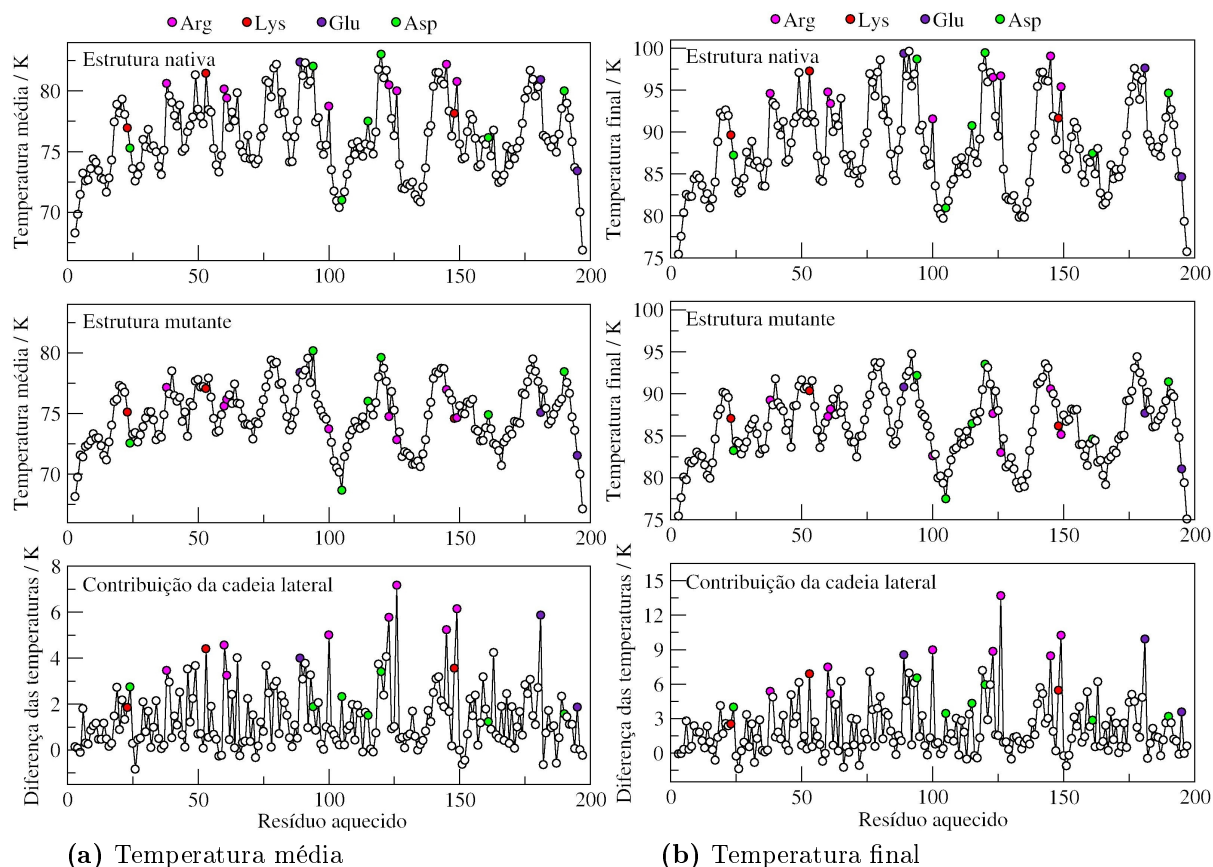 Arg Lys Glu Asp
Estrutura nativa
Temperatura média / K
80
75
70
0 50 100 150 200
Estrutura mutante
Temperatura média / K
80
75
70
0 50 100 150 200
Contribuição da cadeia lateral
Diferença das temperaturas / K
8
6
4
2
0
0 50 100 150 200
Resíduo aquecido
(a) Temperatura média
Arg Lys Glu Asp
Estrutura nativa
Temperatura final / K
100
95
90
85
80
75
0 50 100 150 200
Estrutura mutante
Temperatura final / K
100
95
90
85
80
75
0 50 100 150 200
Contribuição da cadeia lateral
Diferença das temperaturas / K
15
12
9
6
3
0
0 50 100 150 200
Resíduo aquecido
(b) Temperatura final